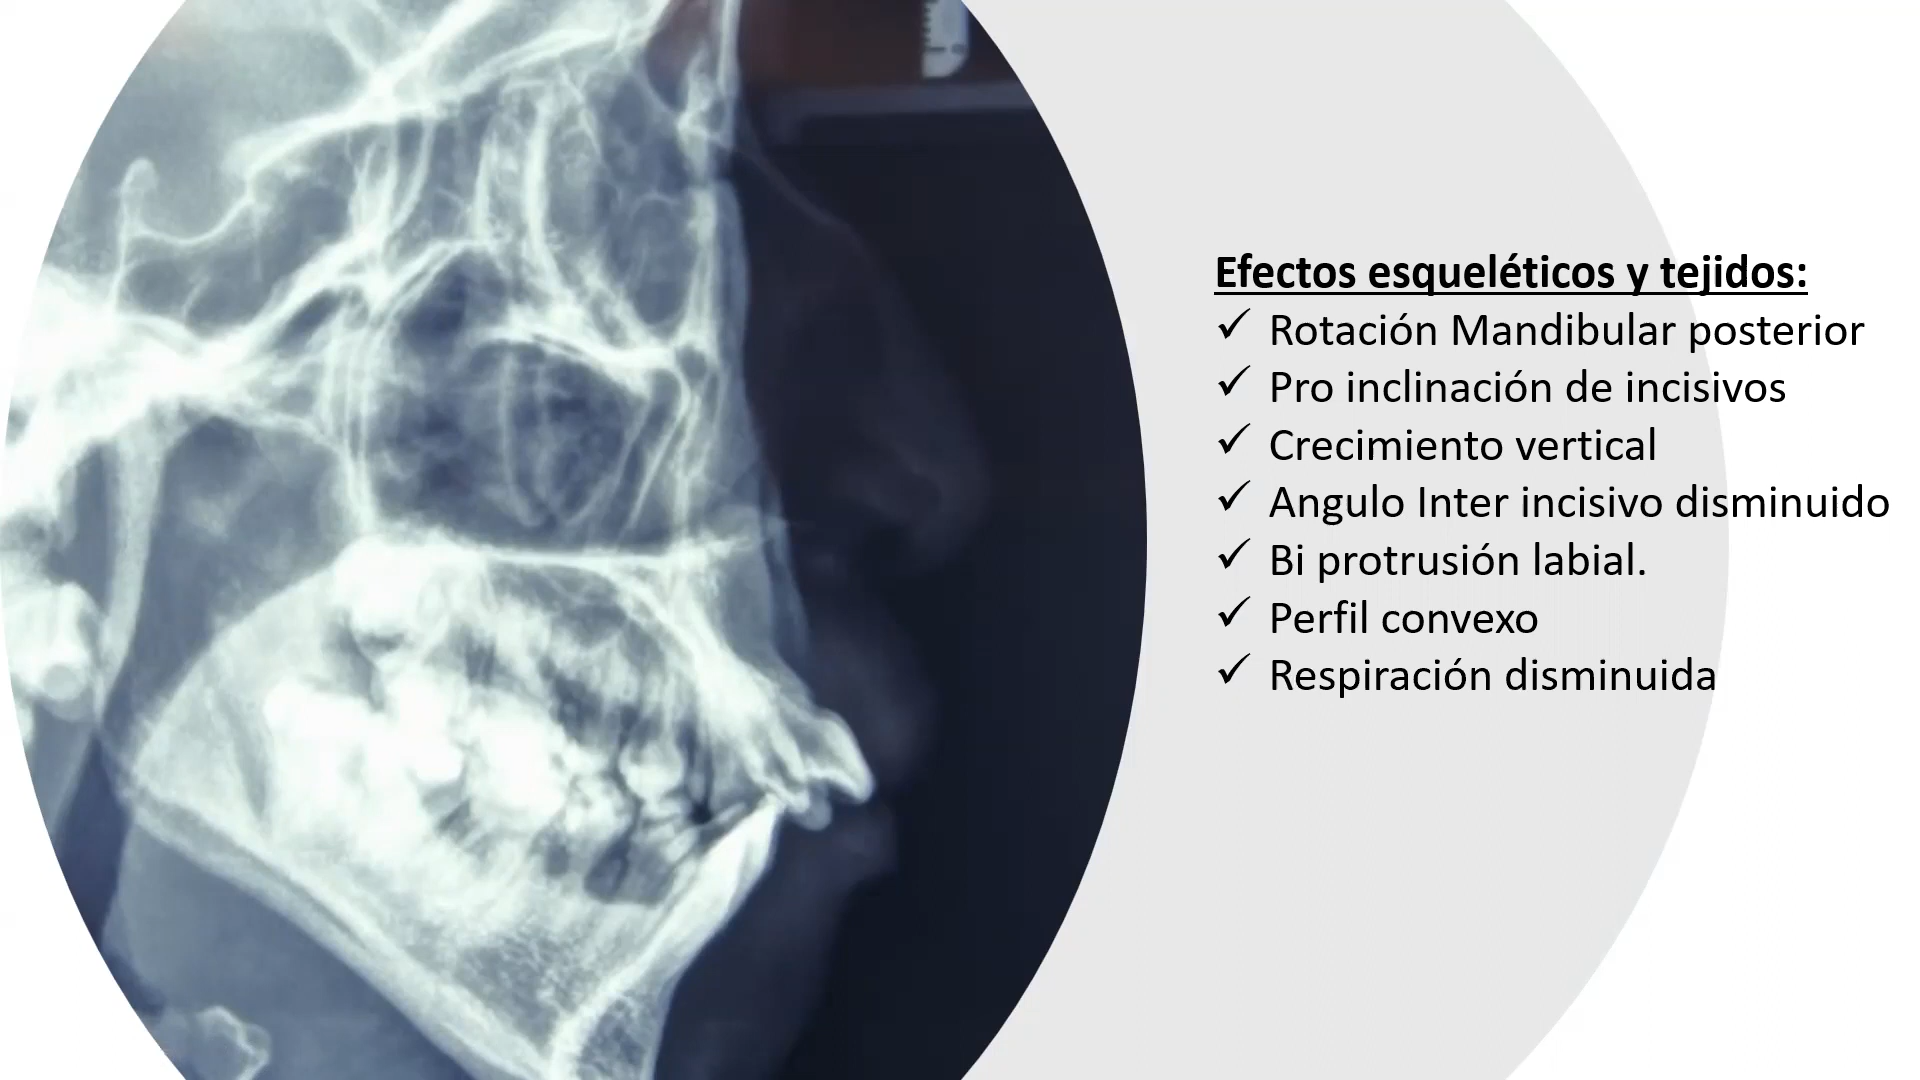 Efectos esqueléticos y tejidos:
✓ Rotación Mandibular posterior
✓ Pro inclinación de incisivos
✓ Crecimiento vertical
✓ Angulo Inter incisivo disminuido
✓ Bi protrusión labial.
✓ Perfil convexo
✓ Respiración disminuida